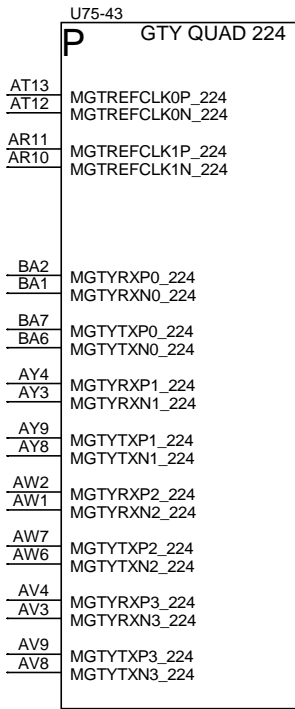 U75-43
P GTY QUAD 224
AT13 MGTREFCLK0P_224
AT12 MGTREFCLK0N_224
AR11 MGTREFCLK1P_224
AR10 MGTREFCLK1N_224
BA2 MGTYRXP0_224
BA1 MGTYRXN0_224
BA7 MGTYTXP0_224
BA6 MGTYTXN0_224
AY4 MGTYRXP1_224
AY3 MGTYRXN1_224
AY9 MGTYTXP1_224
AY8 MGTYTXN1_224
AW2 MGTYRXP2_224
AW1 MGTYRXN2_224
AW7 MGTYTXP2_224
AW6 MGTYTXN2_224
AV4 MGTYRXP3_224
AV3 MGTYRXN3_224
AV9 MGTYTXP3_224
AV8 MGTYTXN3_224